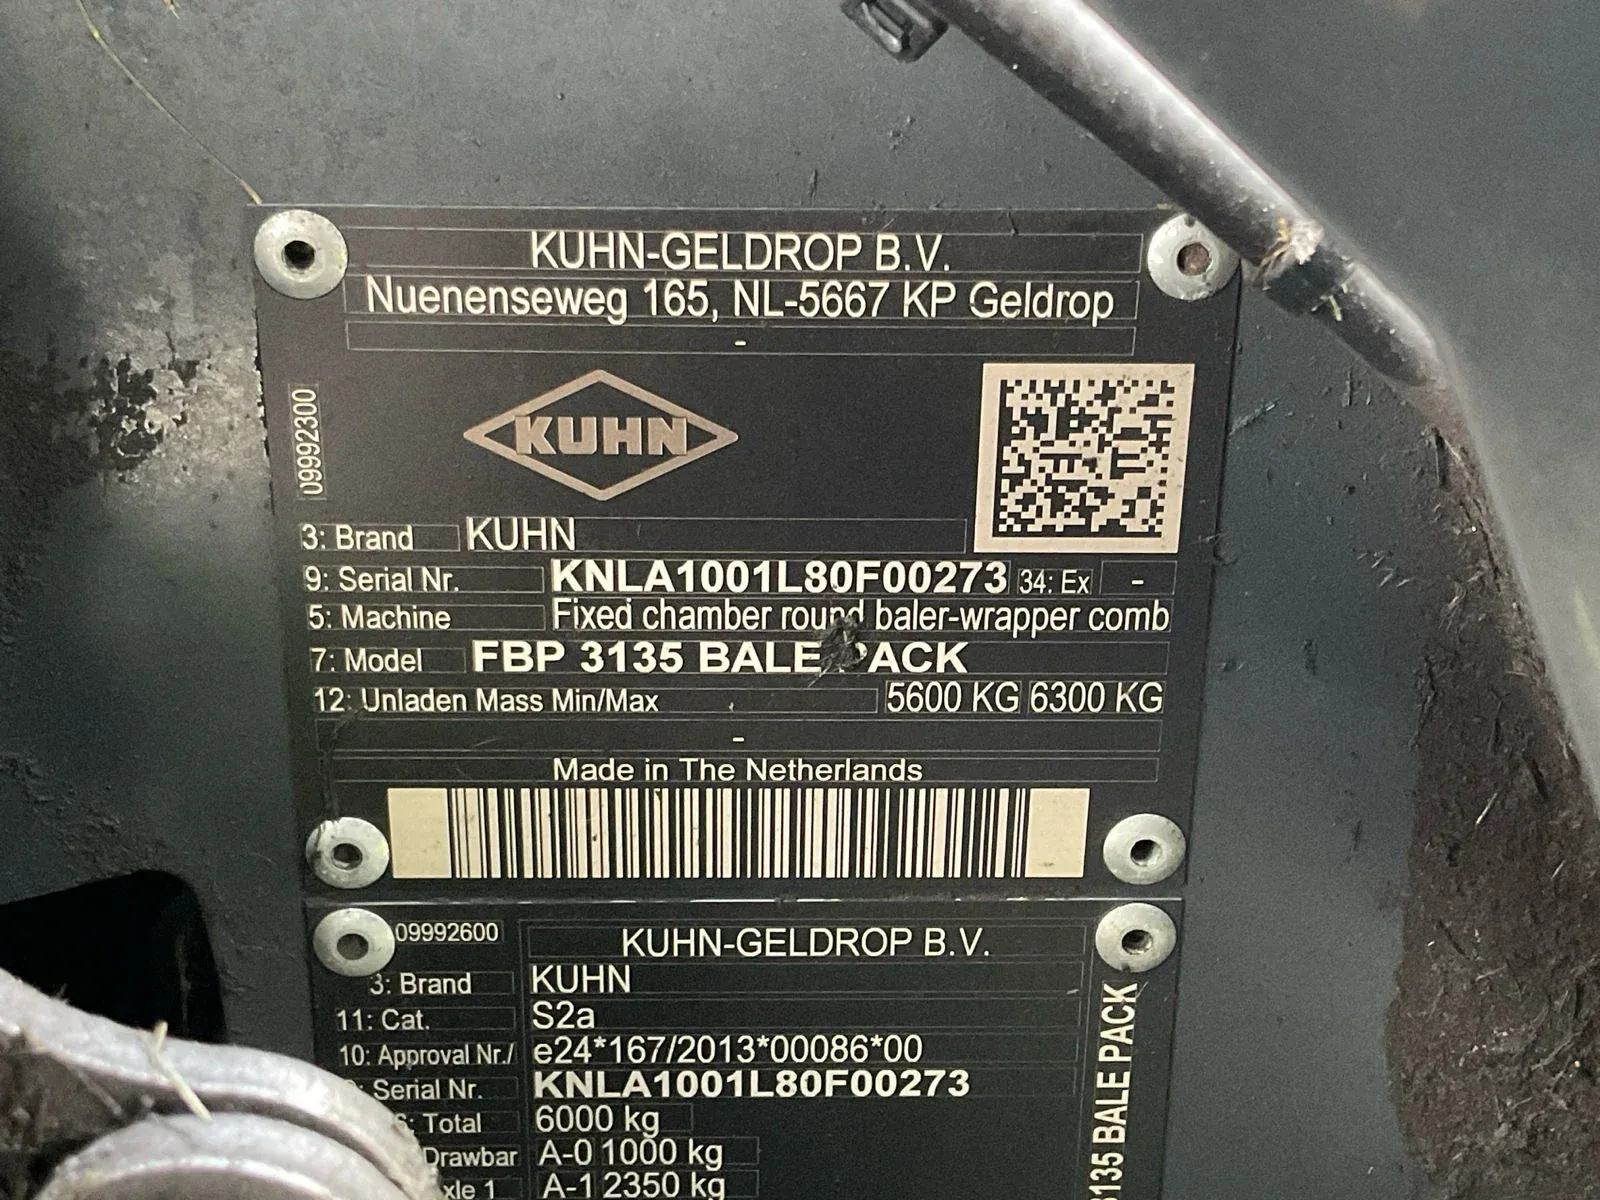 KUHN-GELDROP B.V.
Nuenenseweg 165, NL-5667 KP Geldrop
-
09992300
KUHN
3: Brand KUHN
9: Serial Nr. KNLA1001L80F00273 34: Ex -
5: Machine Fixed chamber round baler-wrapper comb
7: Model FBP 3135 BALE PACK
12: Unladen Mass Min/Max 5600 KG 6300 KG
-
Made in The Netherlands
09992600 KUHN-GELDROP B.V.
3: Brand KUHN
11: Cat. S2a
10: Approval Nr./ e24*167/2013*00086*00
Serial Nr. KNLA1001L80F00273
Total 6000 kg
Drawbar A-0 1000 kg
xle 1 A-1 2350 kg
3135 BALE PACK